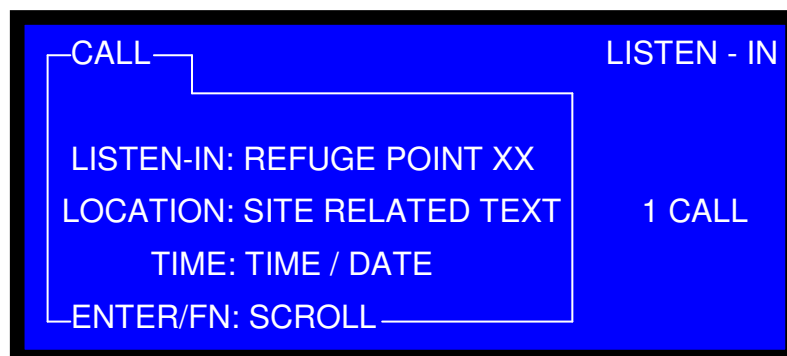 CALL
LISTEN - IN
LISTEN-IN: REFUGE POINT XX
LOCATION: SITE RELATED TEXT
1 CALL
TIME: TIME / DATE
ENTER/FN: SCROLL